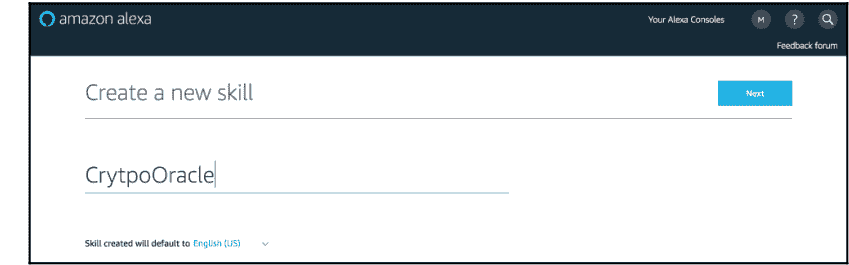 amazon alexa
Your Alexa Consoles
M
?
Feedback forum
Create a new skill
Next
CrytpoOracle
Skill created will default to English (US)